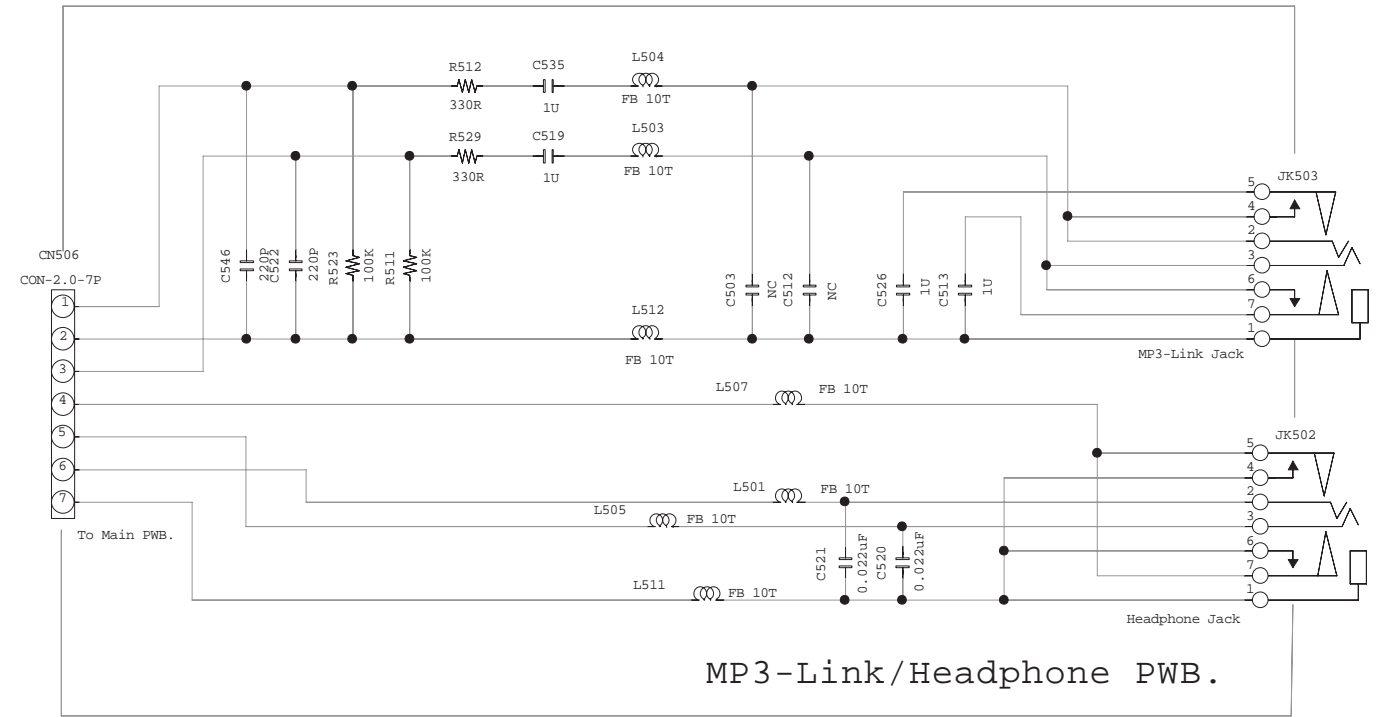 L504
R512
C535
330R
1U
FB 10T
L503
R529
C519
330R
1U
FB 10T
JK503
5
4
2
3
6
7
1
MP3-Link Jack
CN506
CON-2.0-7P
1
2
3
4
5
6
7
To Main PWB.
C546
220P
C522
220P
R523
100K
R511
100K
L512
FB 10T
C503
NC
C512
NC
C526
1U
C513
1U
L507
FB 10T
L501
FB 10T
L505
FB 10T
L511
FB 10T
C521
0.022uF
C520
0.022uF
JK502
5
4
2
3
6
7
1
Headphone Jack
MP3-Link/Headphone PWB.